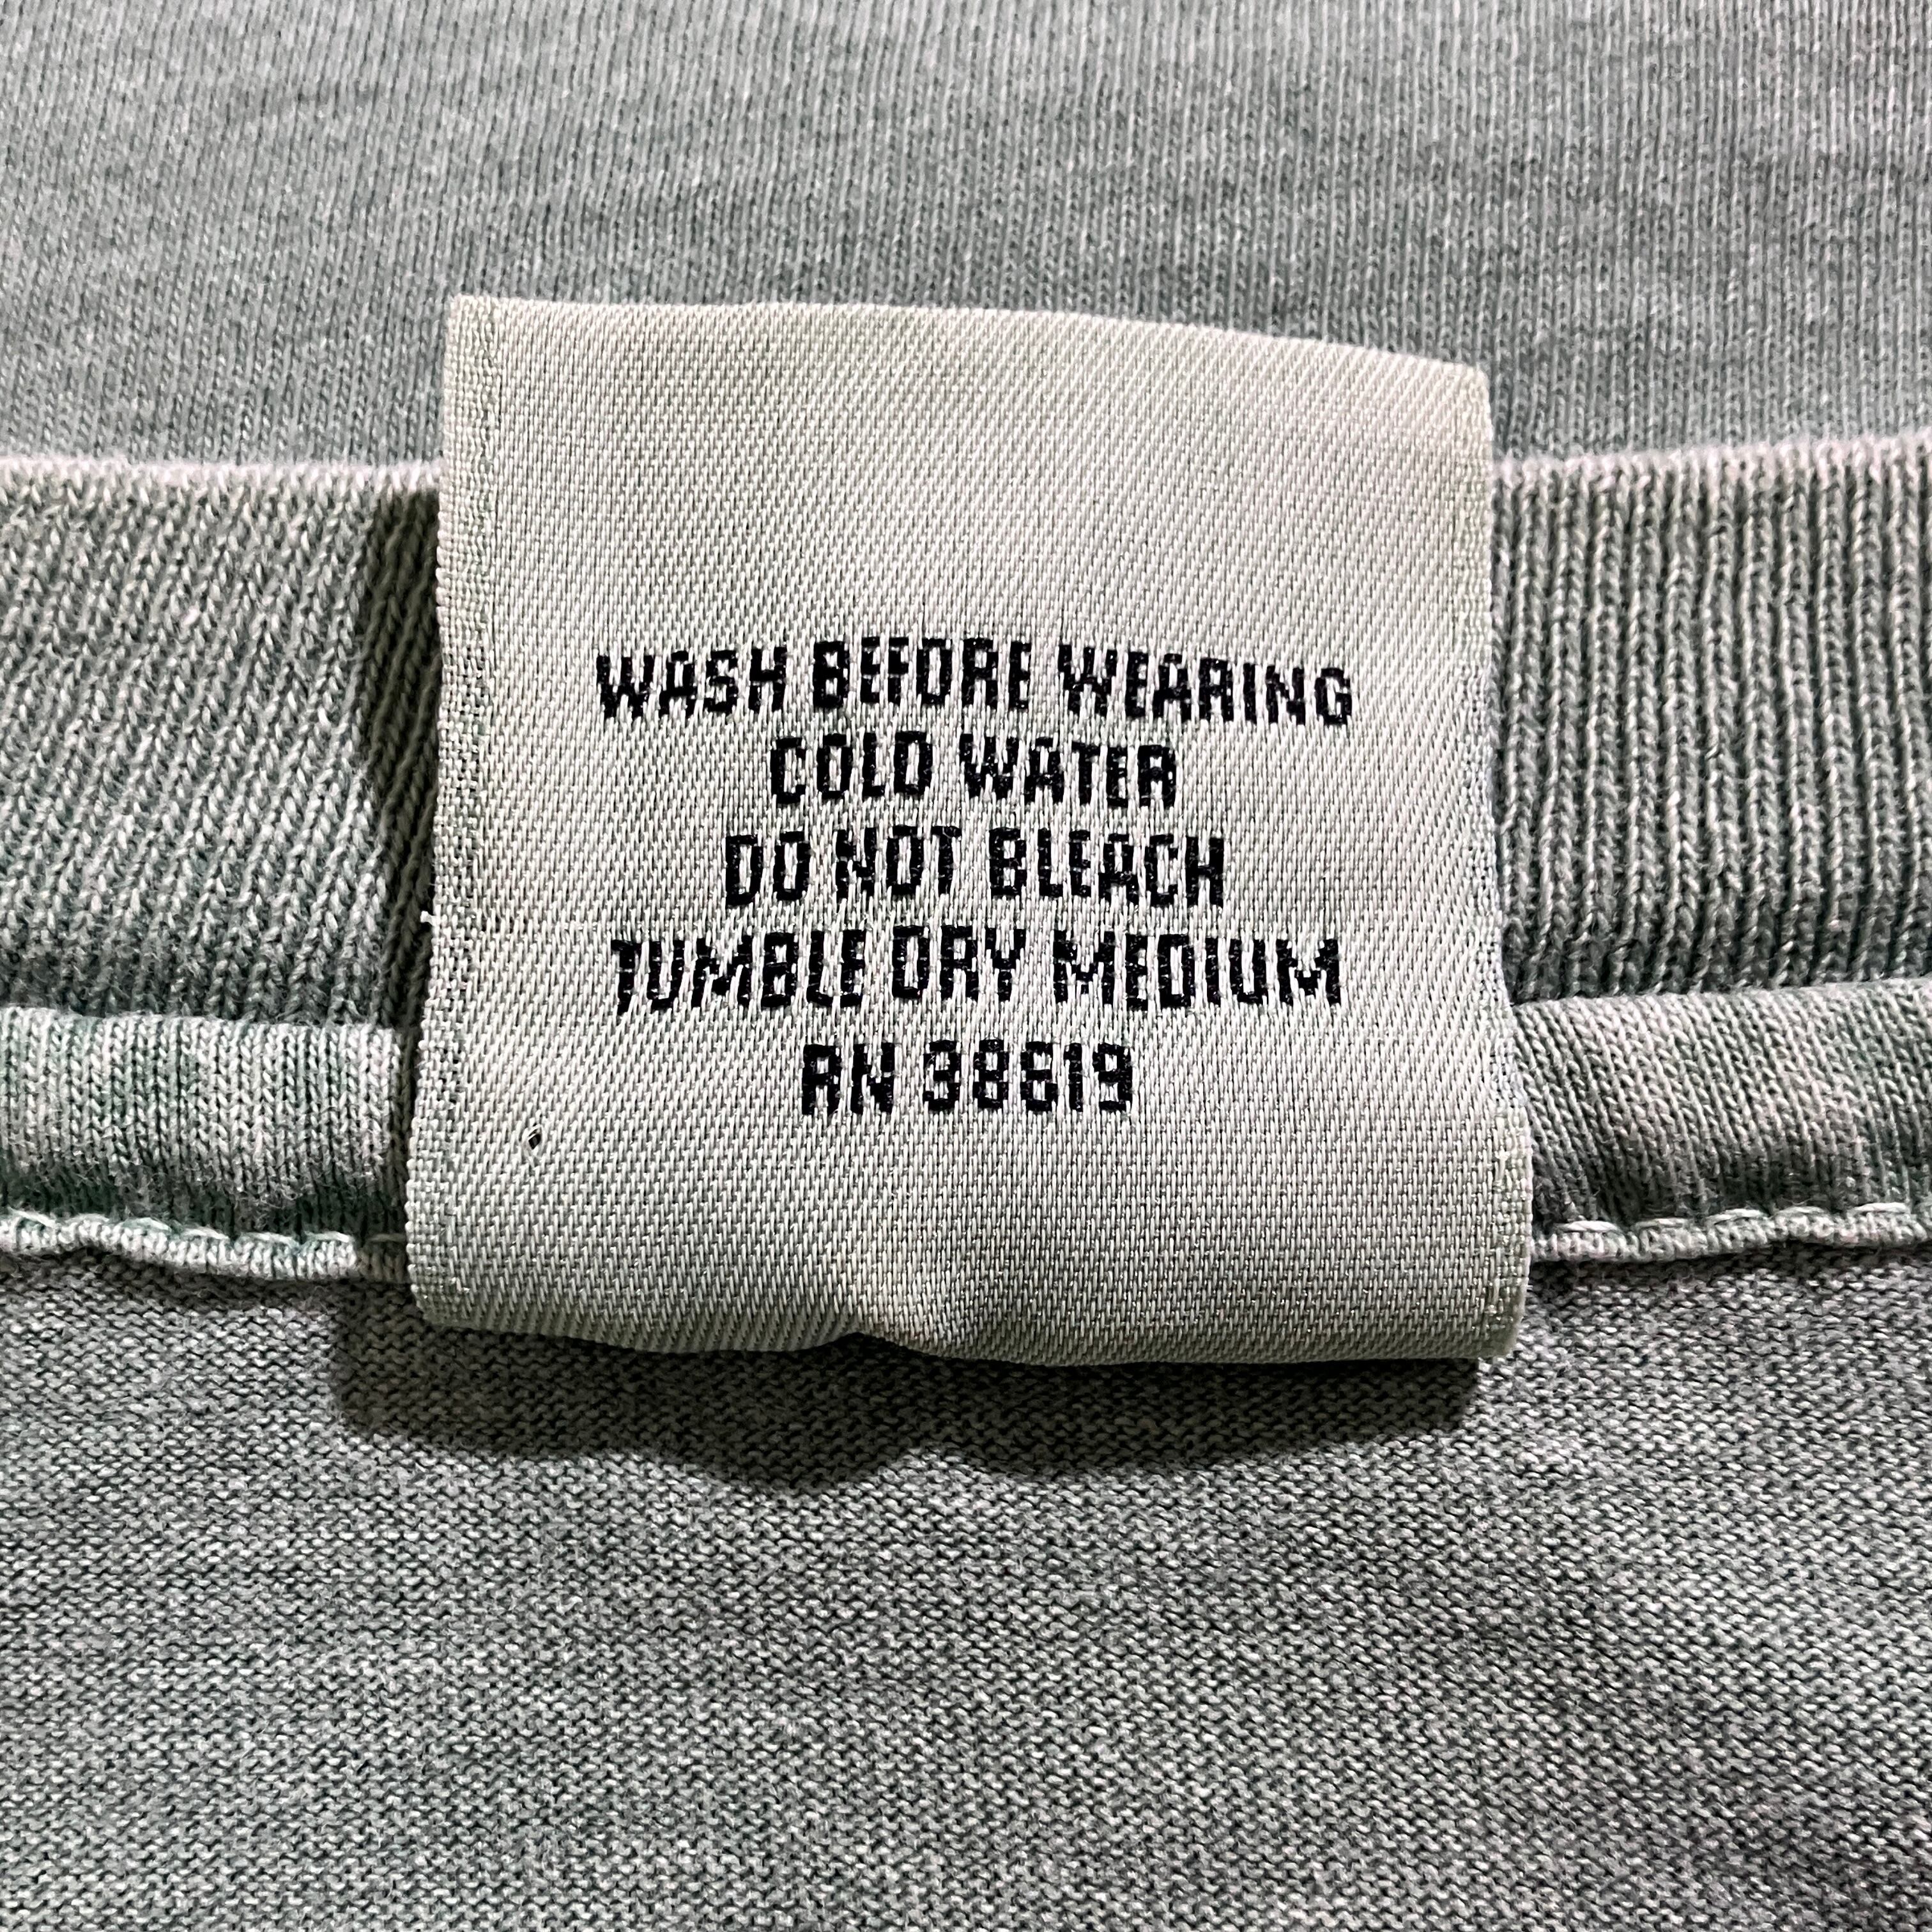 WASH BEFORE WEARING
COLD WATER
DO NOT BLEACH
TUMBLE DRY MEDIUM
RN 38619